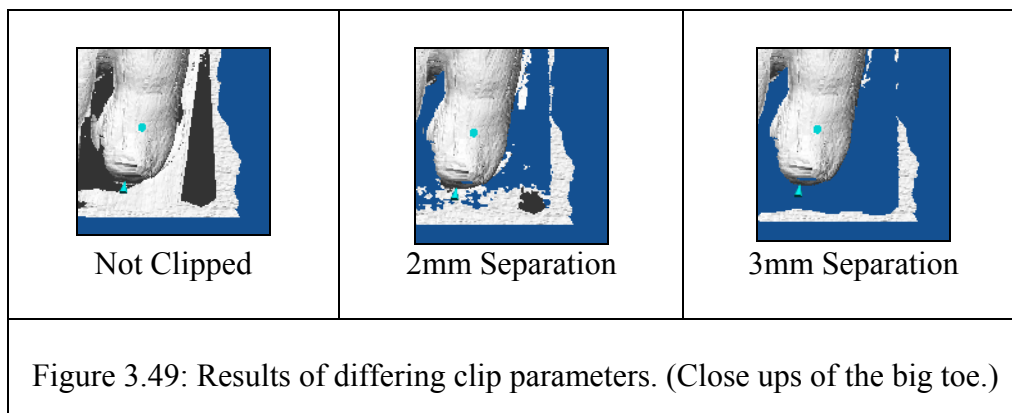 Not Clipped
2mm Separation
3mm Separation
Figure 3.49: Results of differing clip parameters. (Close ups of the big toe.)